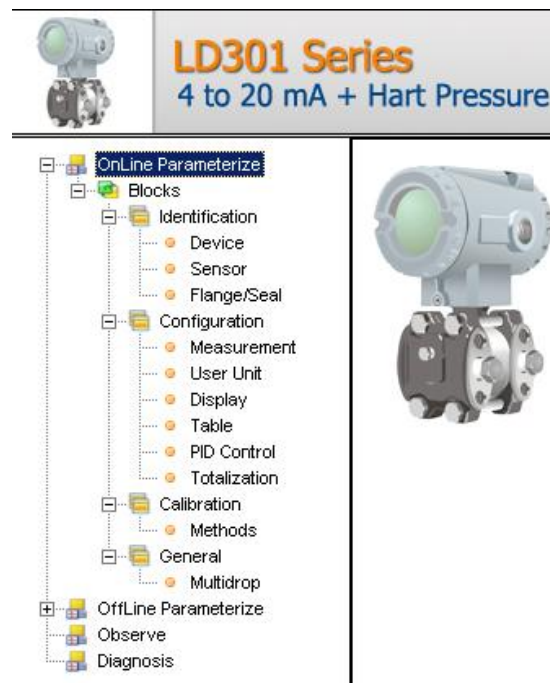 LD301 Series
4 to 20 mA + Hart Pressure
OnLine Parameterize
Blocks
Identification
Device
Sensor
Flange/Seal
Configuration
Measurement
User Unit
Display
Table
PID Control
Totalization
Calibration
Methods
General
Multidrop
OffLine Parameterize
Observe
Diagnosis